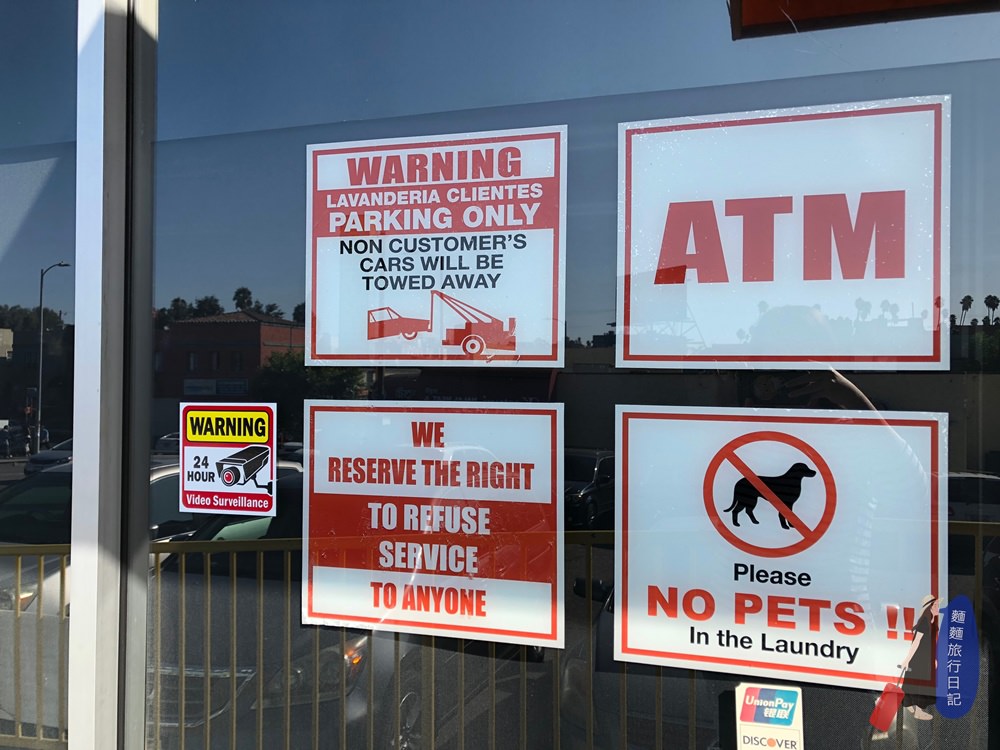 WARNING
LAVANDERIA CLIENTES
PARKING ONLY
NON CUSTOMER'S
CARS WILL BE
TOWED AWAY
ATM
WARNING
24
HOUR
Video Surveillance
WE
RESERVE THE RIGHT
TO REFUSE
SERVICE
TO ANYONE
Please
NO PETS !!
In the Laundry
麵麵旅行日記
UnionPay
银联
DISCOVER